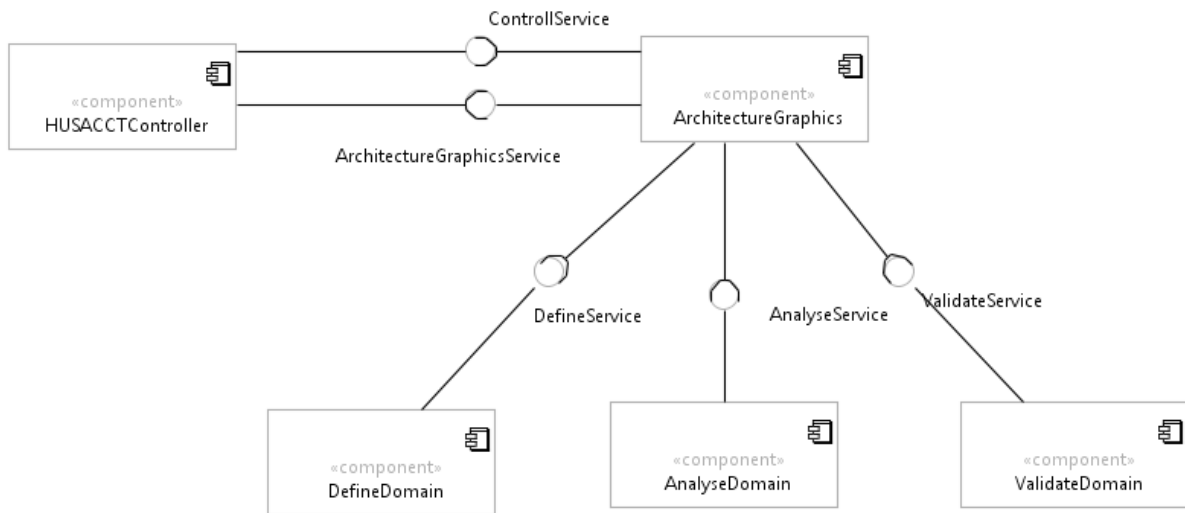 ControllService
«component»
HUSACCTController
«component»
ArchitectureGraphics
ArchitectureGraphicsService
DefineService
AnalyseService
ValidateService
«component»
DefineDomain
«component»
AnalyseDomain
«component»
ValidateDomain